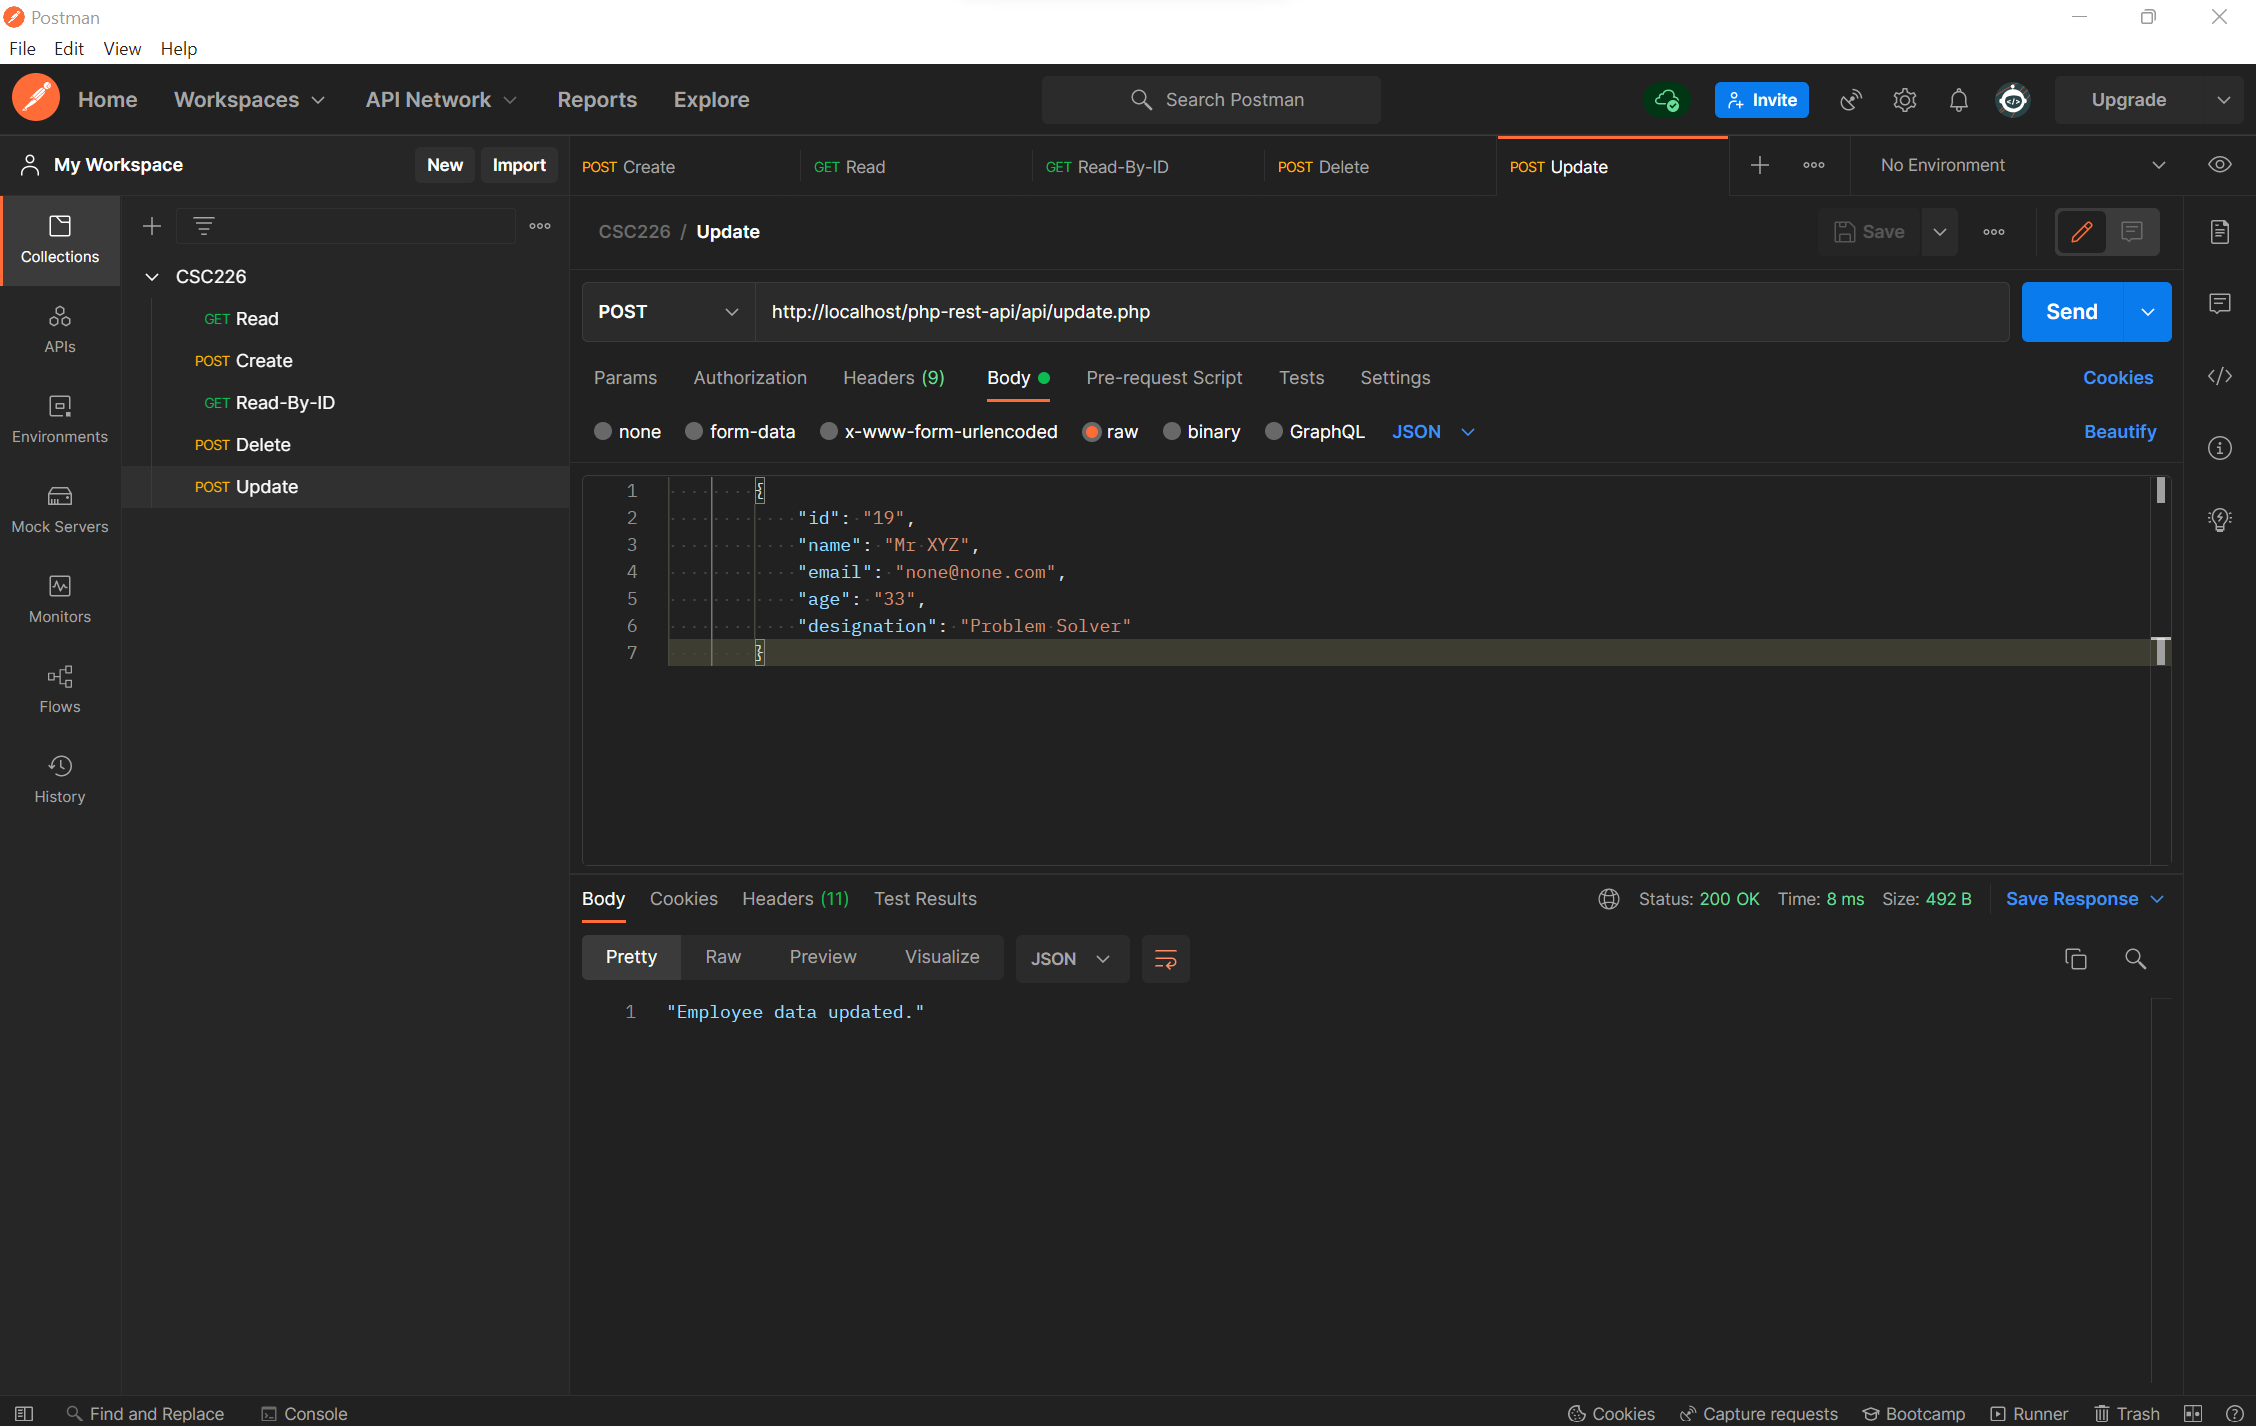 Postman
File Edit View Help
Home Workspaces API Network Reports Explore Search Postman Invite Upgrade
My Workspace New Import POST Create GET Read GET Read-By-ID POST Delete POST Update No Environment
Collections
CSC226 / Update Save
CSC226
GET Read
POST Create
GET Read-By-ID
POST Delete
POST Update
APIs
Environments
Mock Servers
Monitors
Flows
History
POST http://localhost/php-rest-api/api/update.php Send
Params Authorization Headers (9) Body Pre-request Script Tests Settings Cookies
none form-data x-www-form-urlencoded raw binary GraphQL JSON Beautify
1 {
2 "id": "19",
3 "name": "Mr XYZ",
4 "email": "none@none.com",
5 "age": "33",
6 "designation": "Problem Solver"
7 }
Body Cookies Headers (11) Test Results Status: 200 OK Time: 8 ms Size: 492 B Save Response
Pretty Raw Preview Visualize JSON
1 "Employee data updated."
Find and Replace Console Cookies Capture requests Bootcamp Runner Trash